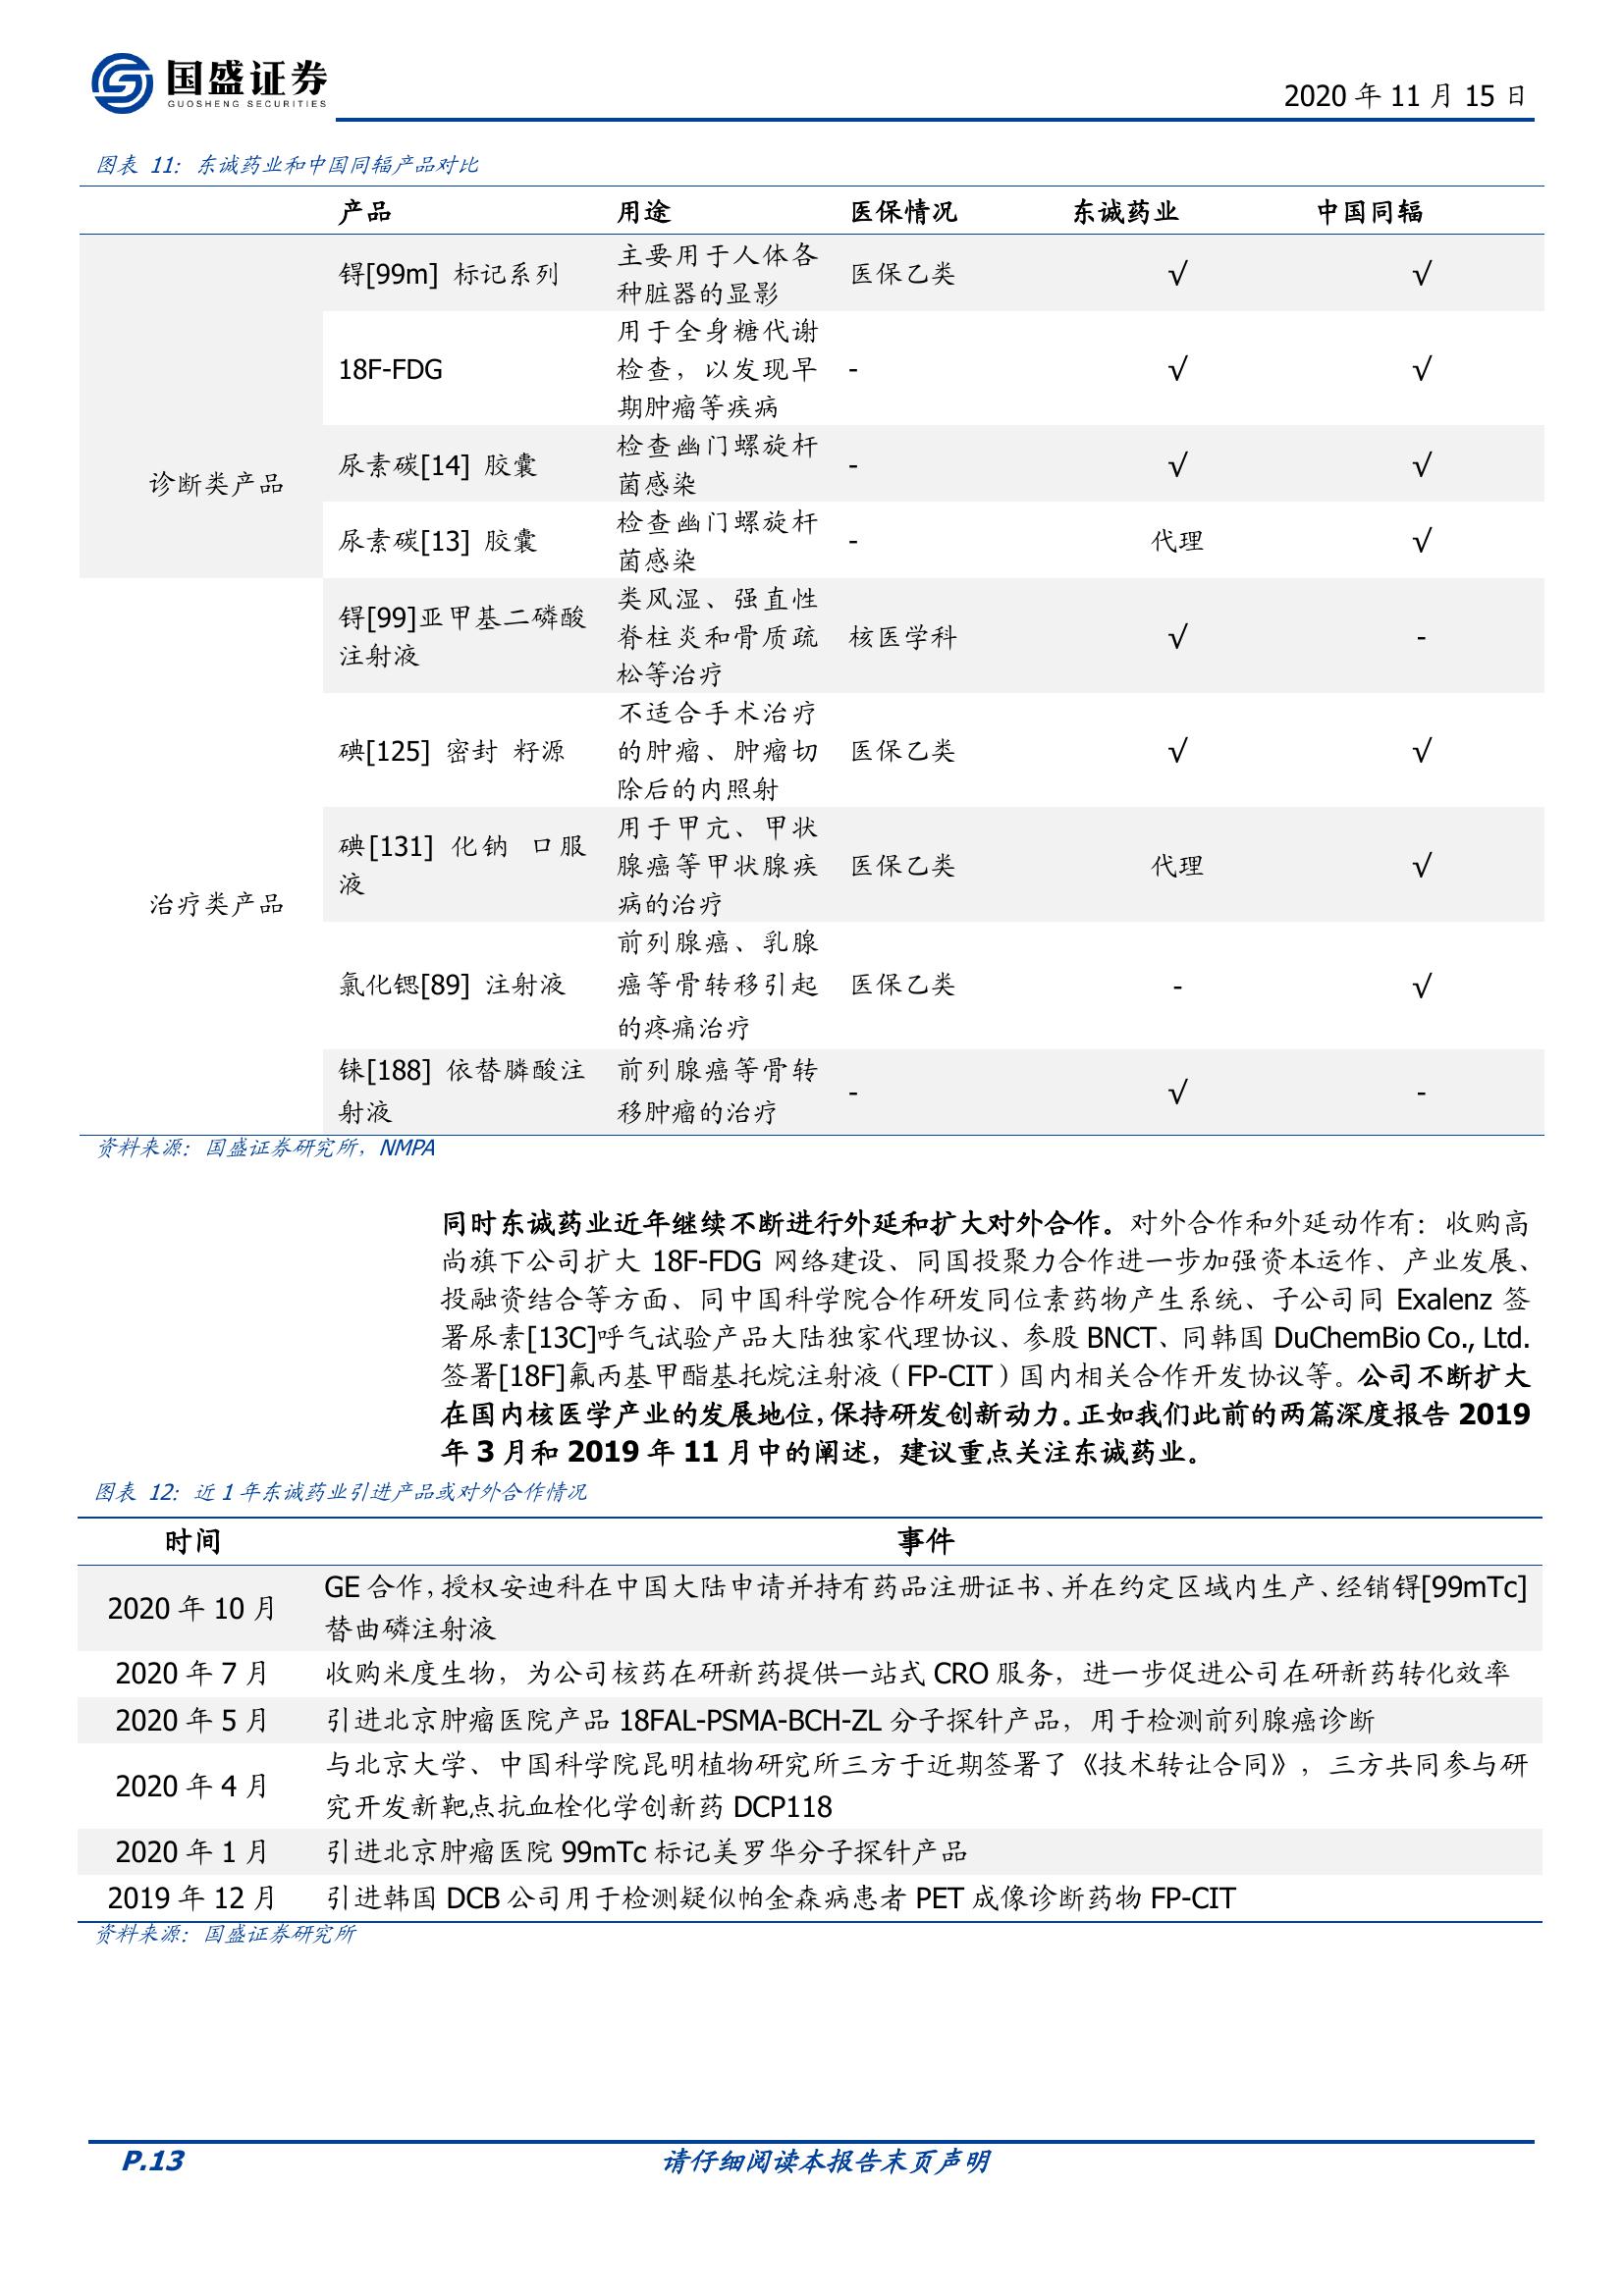 国盛证券
GUOSHENG SECURITIES
2020 年 11 月 15 日
图表 11：东诚药业和中国同辐产品对比
产品 用途 医保情况 东诚药业 中国同辐
诊断类产品
锝[99m] 标记系列
主要用于人体各
种脏器的显影
医保乙类 √ √
18F-FDG
用于全身糖代谢
检查，以发现早
期肿瘤等疾病
- √ √
尿素碳[14] 胶囊
检查幽门螺旋杆
菌感染
- √ √
尿素碳[13] 胶囊
检查幽门螺旋杆
菌感染
- 代理 √
治疗类产品
锝[99]亚甲基二磷酸
注射液
类风湿、强直性
脊柱炎和骨质疏
松等治疗
核医学科 √ -
碘[125] 密封 籽源
不适合手术治疗
的肿瘤、肿瘤切
除后的内照射
医保乙类 √ √
碘[131] 化钠 口服
液
用于甲亢、甲状
腺癌等甲状腺疾
病的治疗
医保乙类 代理 √
氯化锶[89] 注射液
前列腺癌、乳腺
癌等骨转移引起
的疼痛治疗
医保乙类 - √
铼[188] 依替膦酸注
射液
前列腺癌等骨转
移肿瘤的治疗
- √ -
资料来源：国盛证券研究所，NMPA
同时东诚药业近年继续不断进行外延和扩大对外合作。对外合作和外延动作有：收购高
尚旗下公司扩大 18F-FDG 网络建设、同国投聚力合作进一步加强资本运作、产业发展、
投融资结合等方面、同中国科学院合作研发同位素药物产生系统、子公司同 Exalenz 签
署尿素[13C]呼气试验产品大陆独家代理协议、参股 BNCT、同韩国 DuChemBio Co., Ltd.
签署[18F]氟丙基甲酯基托烷注射液（FP-CIT）国内相关合作开发协议等。公司不断扩大
在国内核医学产业的发展地位，保持研发创新动力。正如我们此前的两篇深度报告 2019
年 3 月和 2019 年 11 月中的阐述，建议重点关注东诚药业。
图表 12：近 1 年东诚药业引进产品或对外合作情况
时间 事件
2020 年 10 月
GE 合作，授权安迪科在中国大陆申请并持有药品注册证书、并在约定区域内生产、经销锝[99mTc]
替曲磷注射液
2020 年 7 月 收购米度生物，为公司核药在研新药提供一站式 CRO 服务，进一步促进公司在研新药转化效率
2020 年 5 月 引进北京肿瘤医院产品 18FAL-PSMA-BCH-ZL 分子探针产品，用于检测前列腺癌诊断
2020 年 4 月
与北京大学、中国科学院昆明植物研究所三方于近期签署了《技术转让合同》，三方共同参与研
究开发新靶点抗血栓化学创新药 DCP118
2020 年 1 月 引进北京肿瘤医院 99mTc 标记美罗华分子探针产品
2019 年 12 月 引进韩国 DCB 公司用于检测疑似帕金森病患者 PET 成像诊断药物 FP-CIT
资料来源：国盛证券研究所
P.13 请仔细阅读本报告末页声明